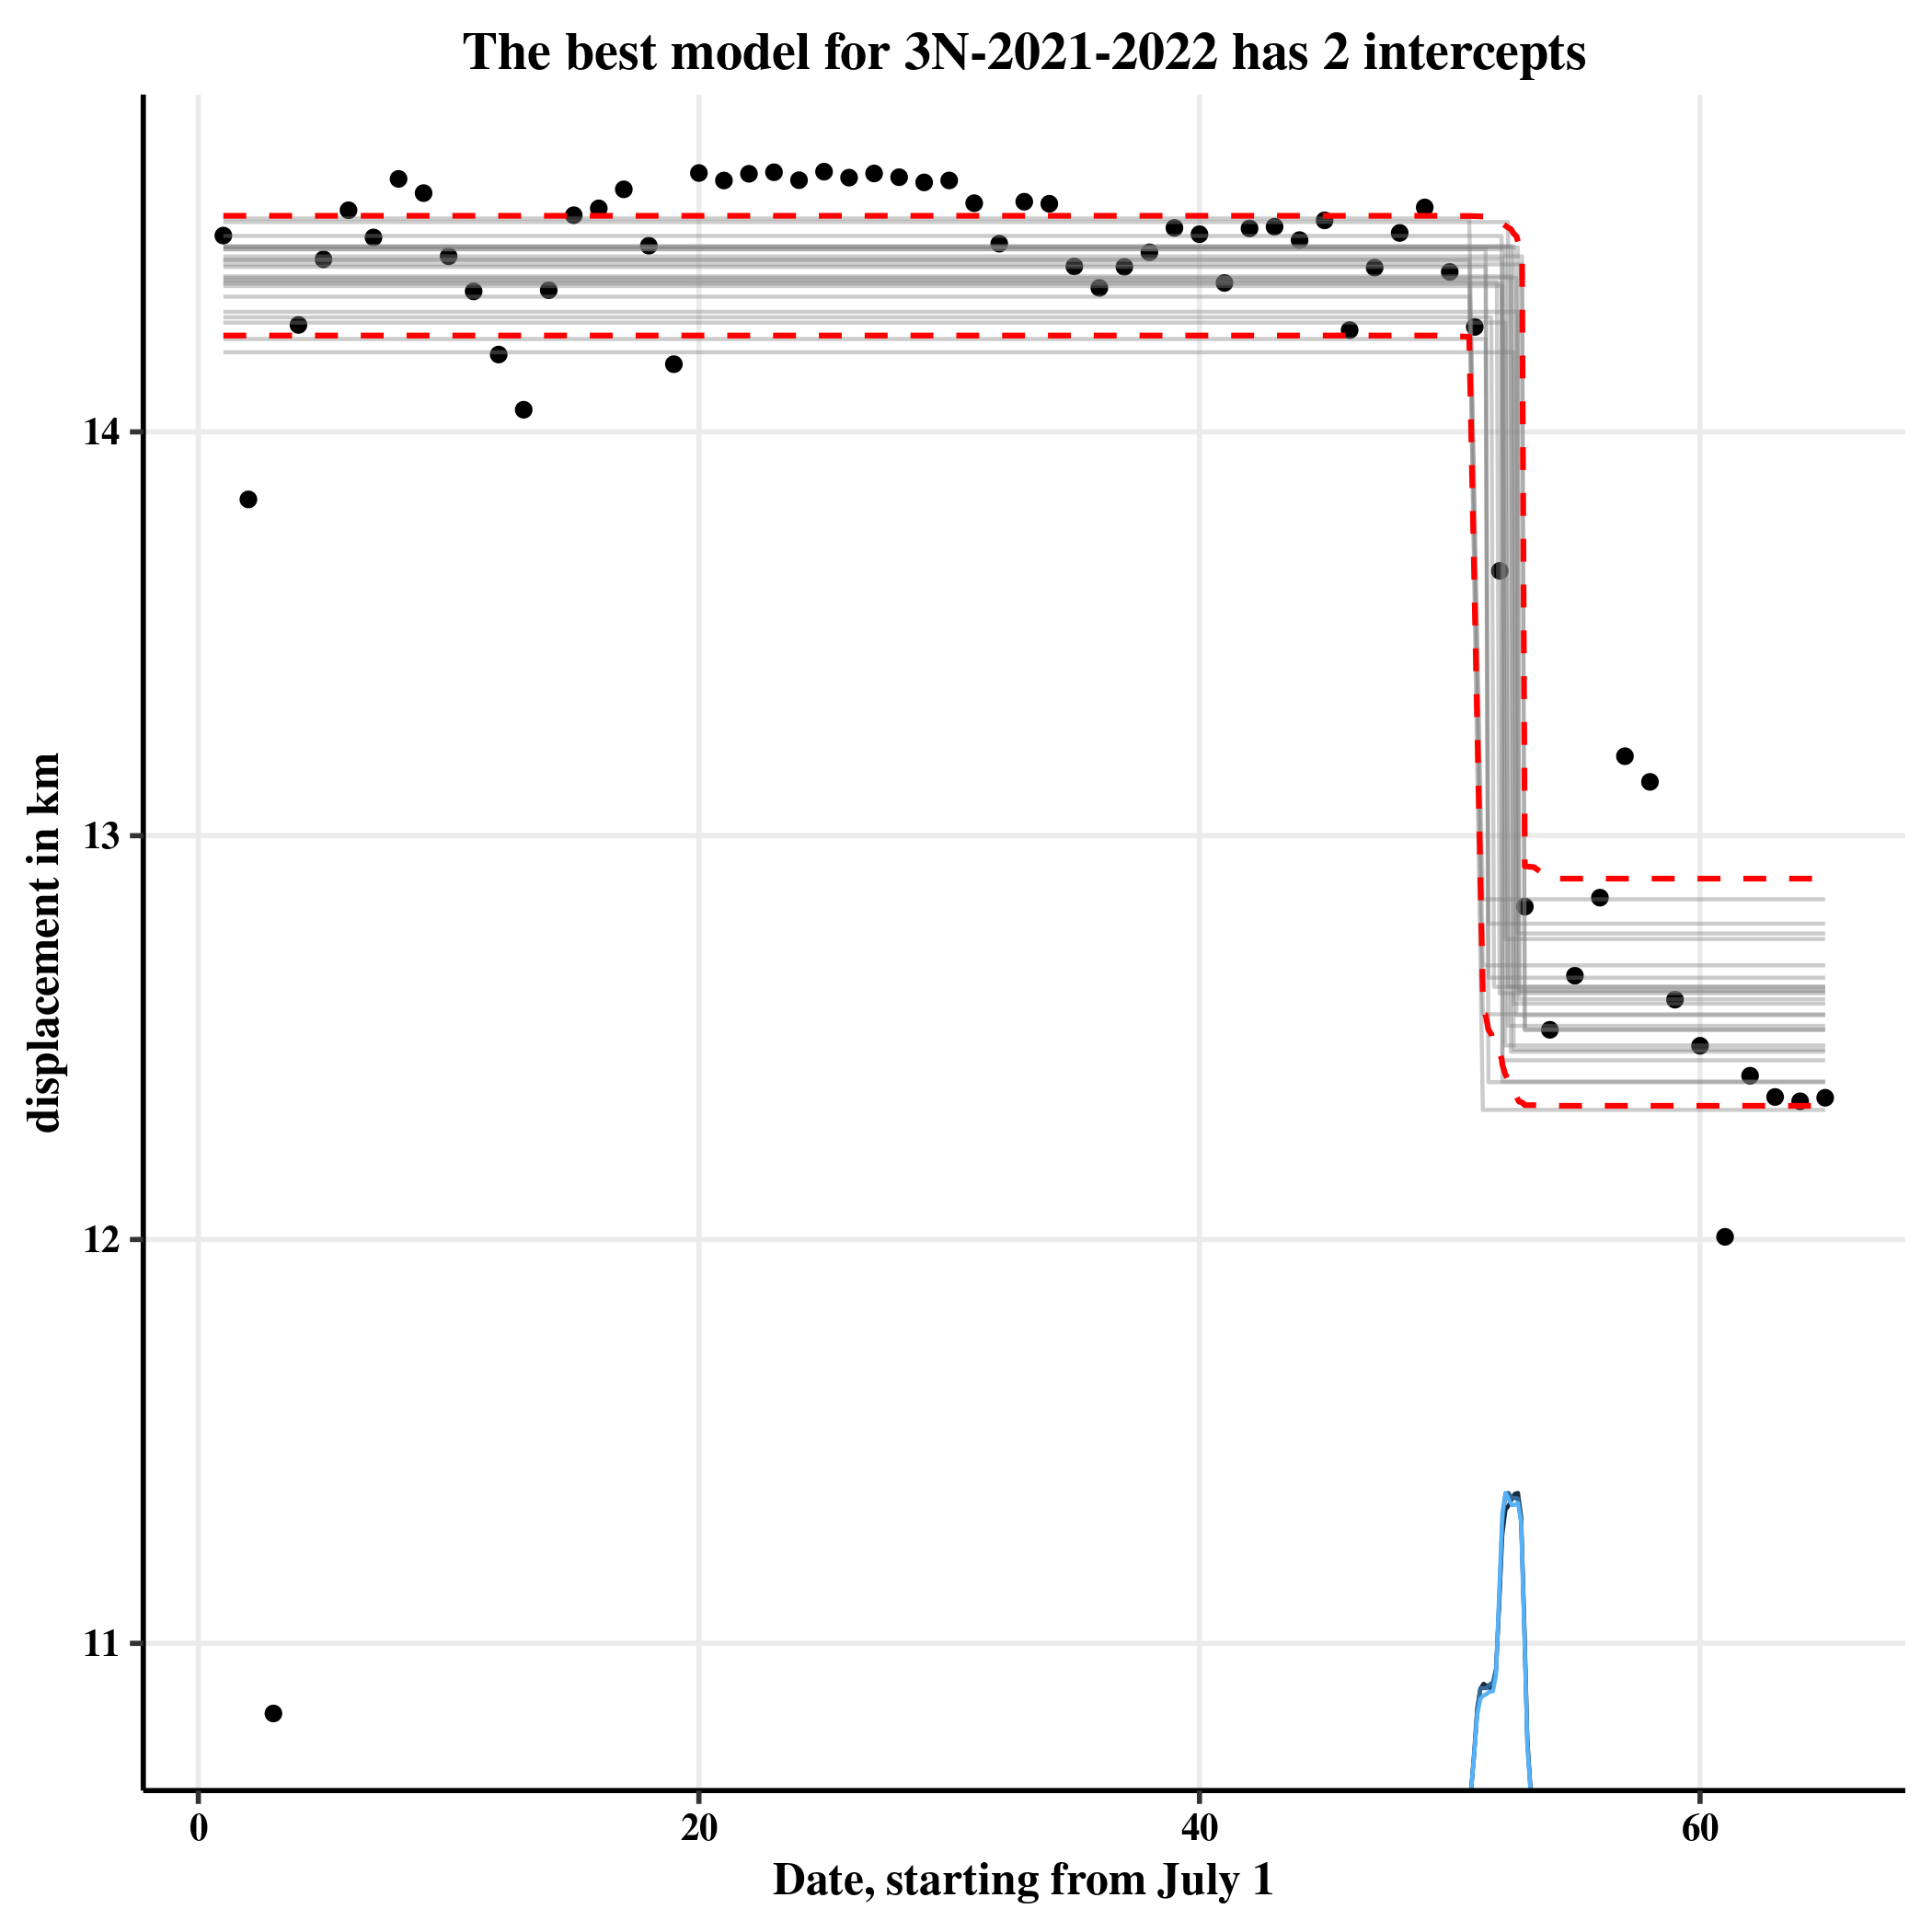 The best model for 3N-2021-2022 has 2 intercepts
displacement in km
14
13
12
11
0 20 40 60
Date, starting from July 1